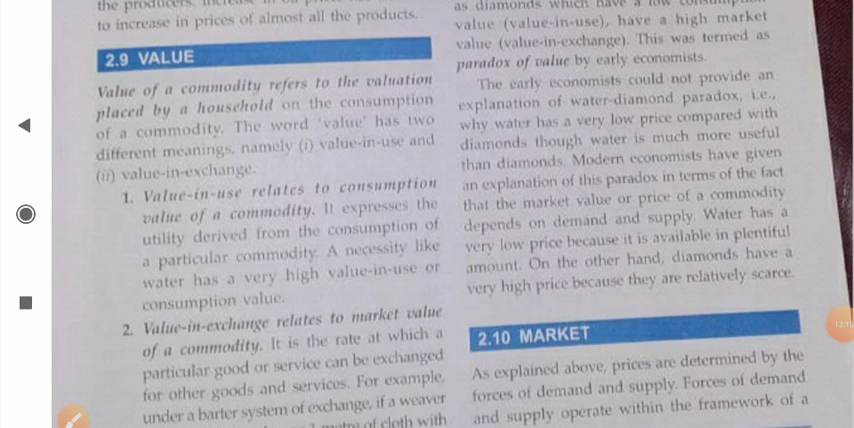 the producers. Increase in
to increase in prices of almost all the products.
2.9 VALUE
Value of a commodity refers to the valuation
placed by a household on the consumption
of a commodity. The word 'value' has two
different meanings, namely (i) value-in-use and
(ii) value-in-exchange.
1. Value-in-use relates to consumption
value of a commodity. It expresses the
utility derived from the consumption of
a particular commodity. A necessity like
water has a very high value-in-use or
consumption value.
2. Value-in-exchange relates to market value
of a commodity. It is the rate at which a
particular good or service can be exchanged
for other goods and services. For example,
under a barter system of exchange, if a weaver
1 metre of cloth with
as diamonds which have a low
value (value-in-use), have a high market
value (value-in-exchange). This was termed as
paradox of value by early economists.
The early economists could not provide an
explanation of water-diamond paradox, i.e.,
why water has a very low price compared with
diamonds though water is much more useful
than diamonds. Modern economists have given
an explanation of this paradox in terms of the fact
that the market value or price of a commodity
depends on demand and supply. Water has a
very low price because it is available in plentiful
amount. On the other hand, diamonds have a
very high price because they are relatively scarce.
2.10 MARKET
As explained above, prices are determined by the
forces of demand and supply. Forces of demand
and supply operate within the framework of a